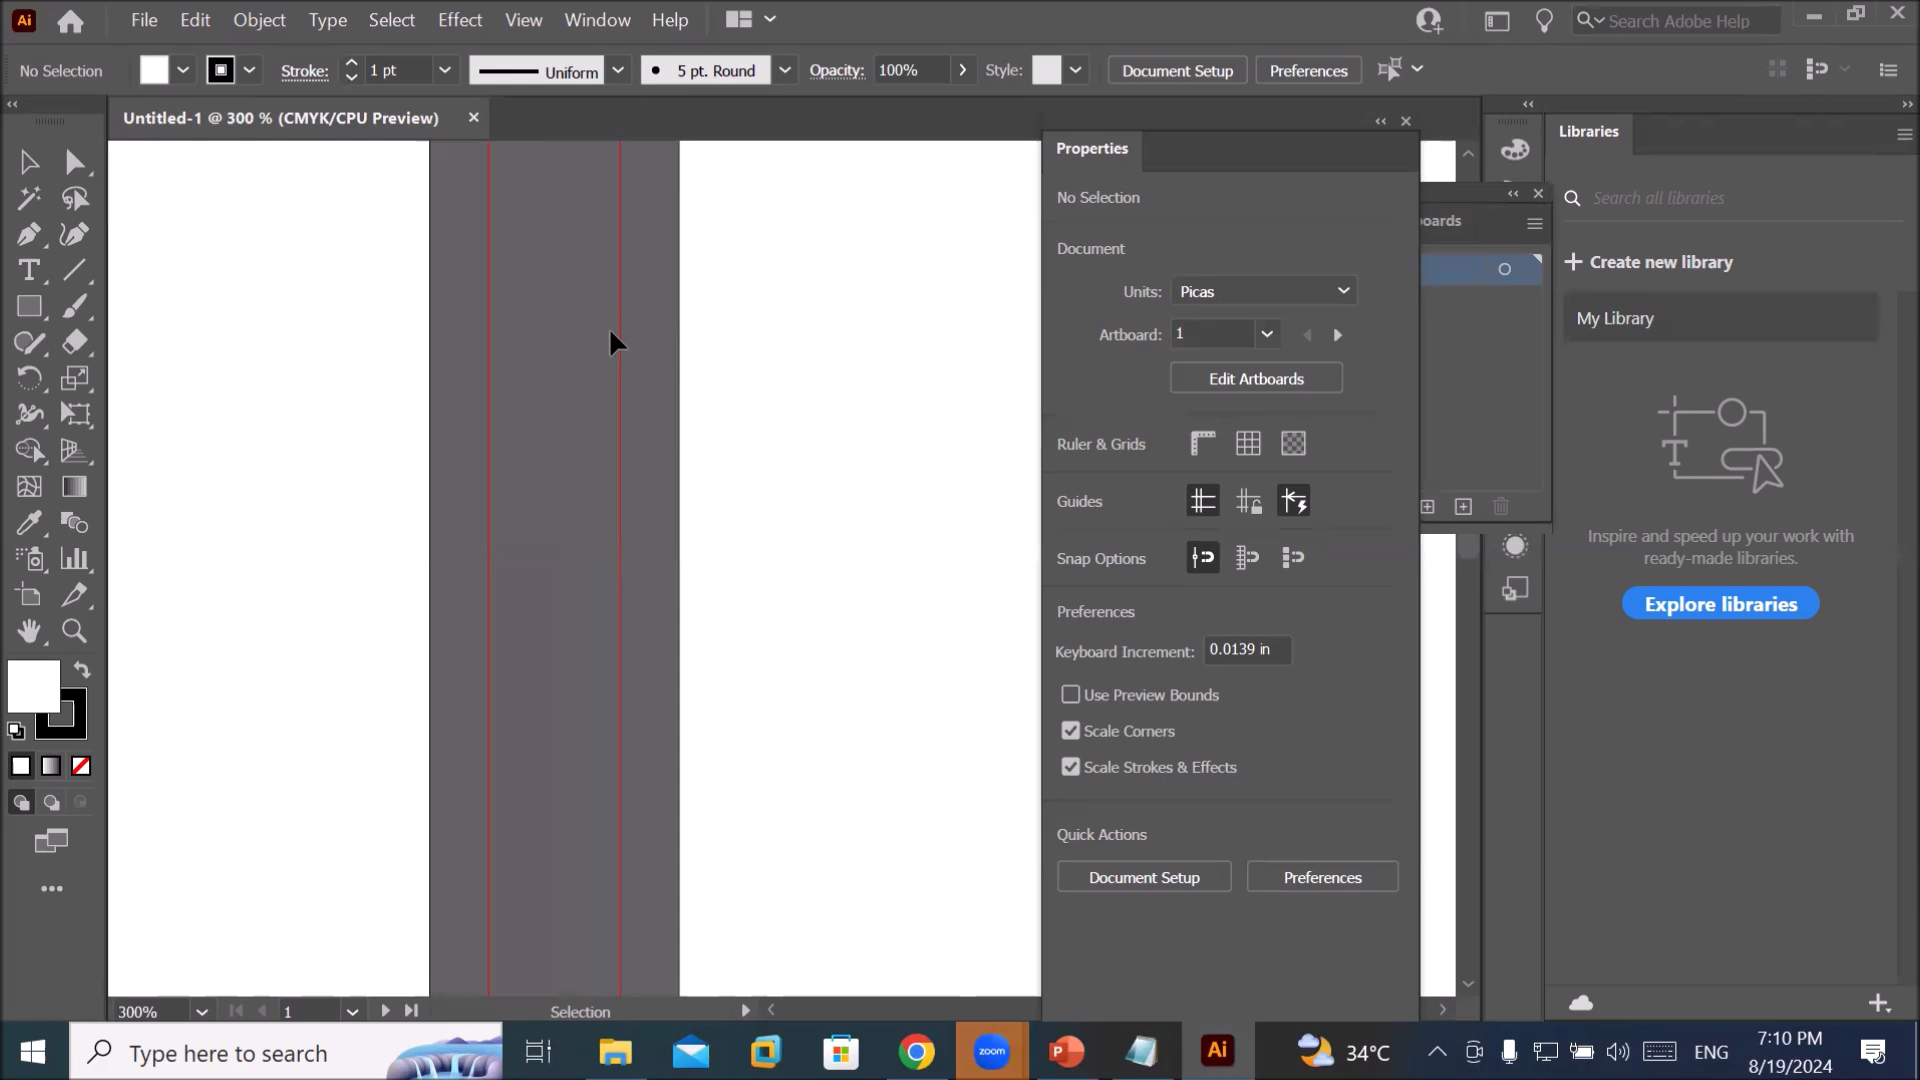 Ai File Edit Object Type Select Effect View Window Help Search Adobe Help
No Selection Stroke: 1 pt Uniform 5 pt. Round Opacity: 100% Style: Document Setup Preferences
Untitled-1 @ 300 % (CMYK/CPU Preview)
Properties
No Selection
Document
Units: Picas
Artboard: 1
Edit Artboards
Ruler & Grids
Guides
Snap Options
Preferences
Keyboard Increment: 0.0139 in
Use Preview Bounds
Scale Corners
Scale Strokes & Effects
Quick Actions
Document Setup Preferences
Libraries
Search all libraries
Create new library
My Library
Inspire and speed up your work with
ready-made libraries.
Explore libraries
300% 1 Selection
Type here to search zoom Ai 34°C ENG 7:10 PM
8/19/2024